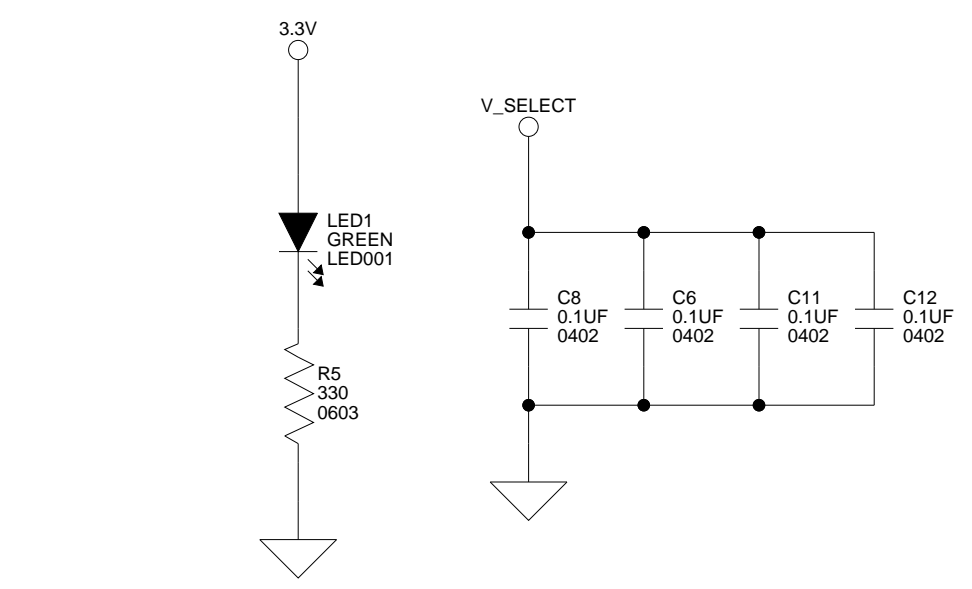 3.3V
LED1
GREEN
LED001
R5
330
0603
V_SELECT
C8
0.1UF
0402
C6
0.1UF
0402
C11
0.1UF
0402
C12
0.1UF
0402